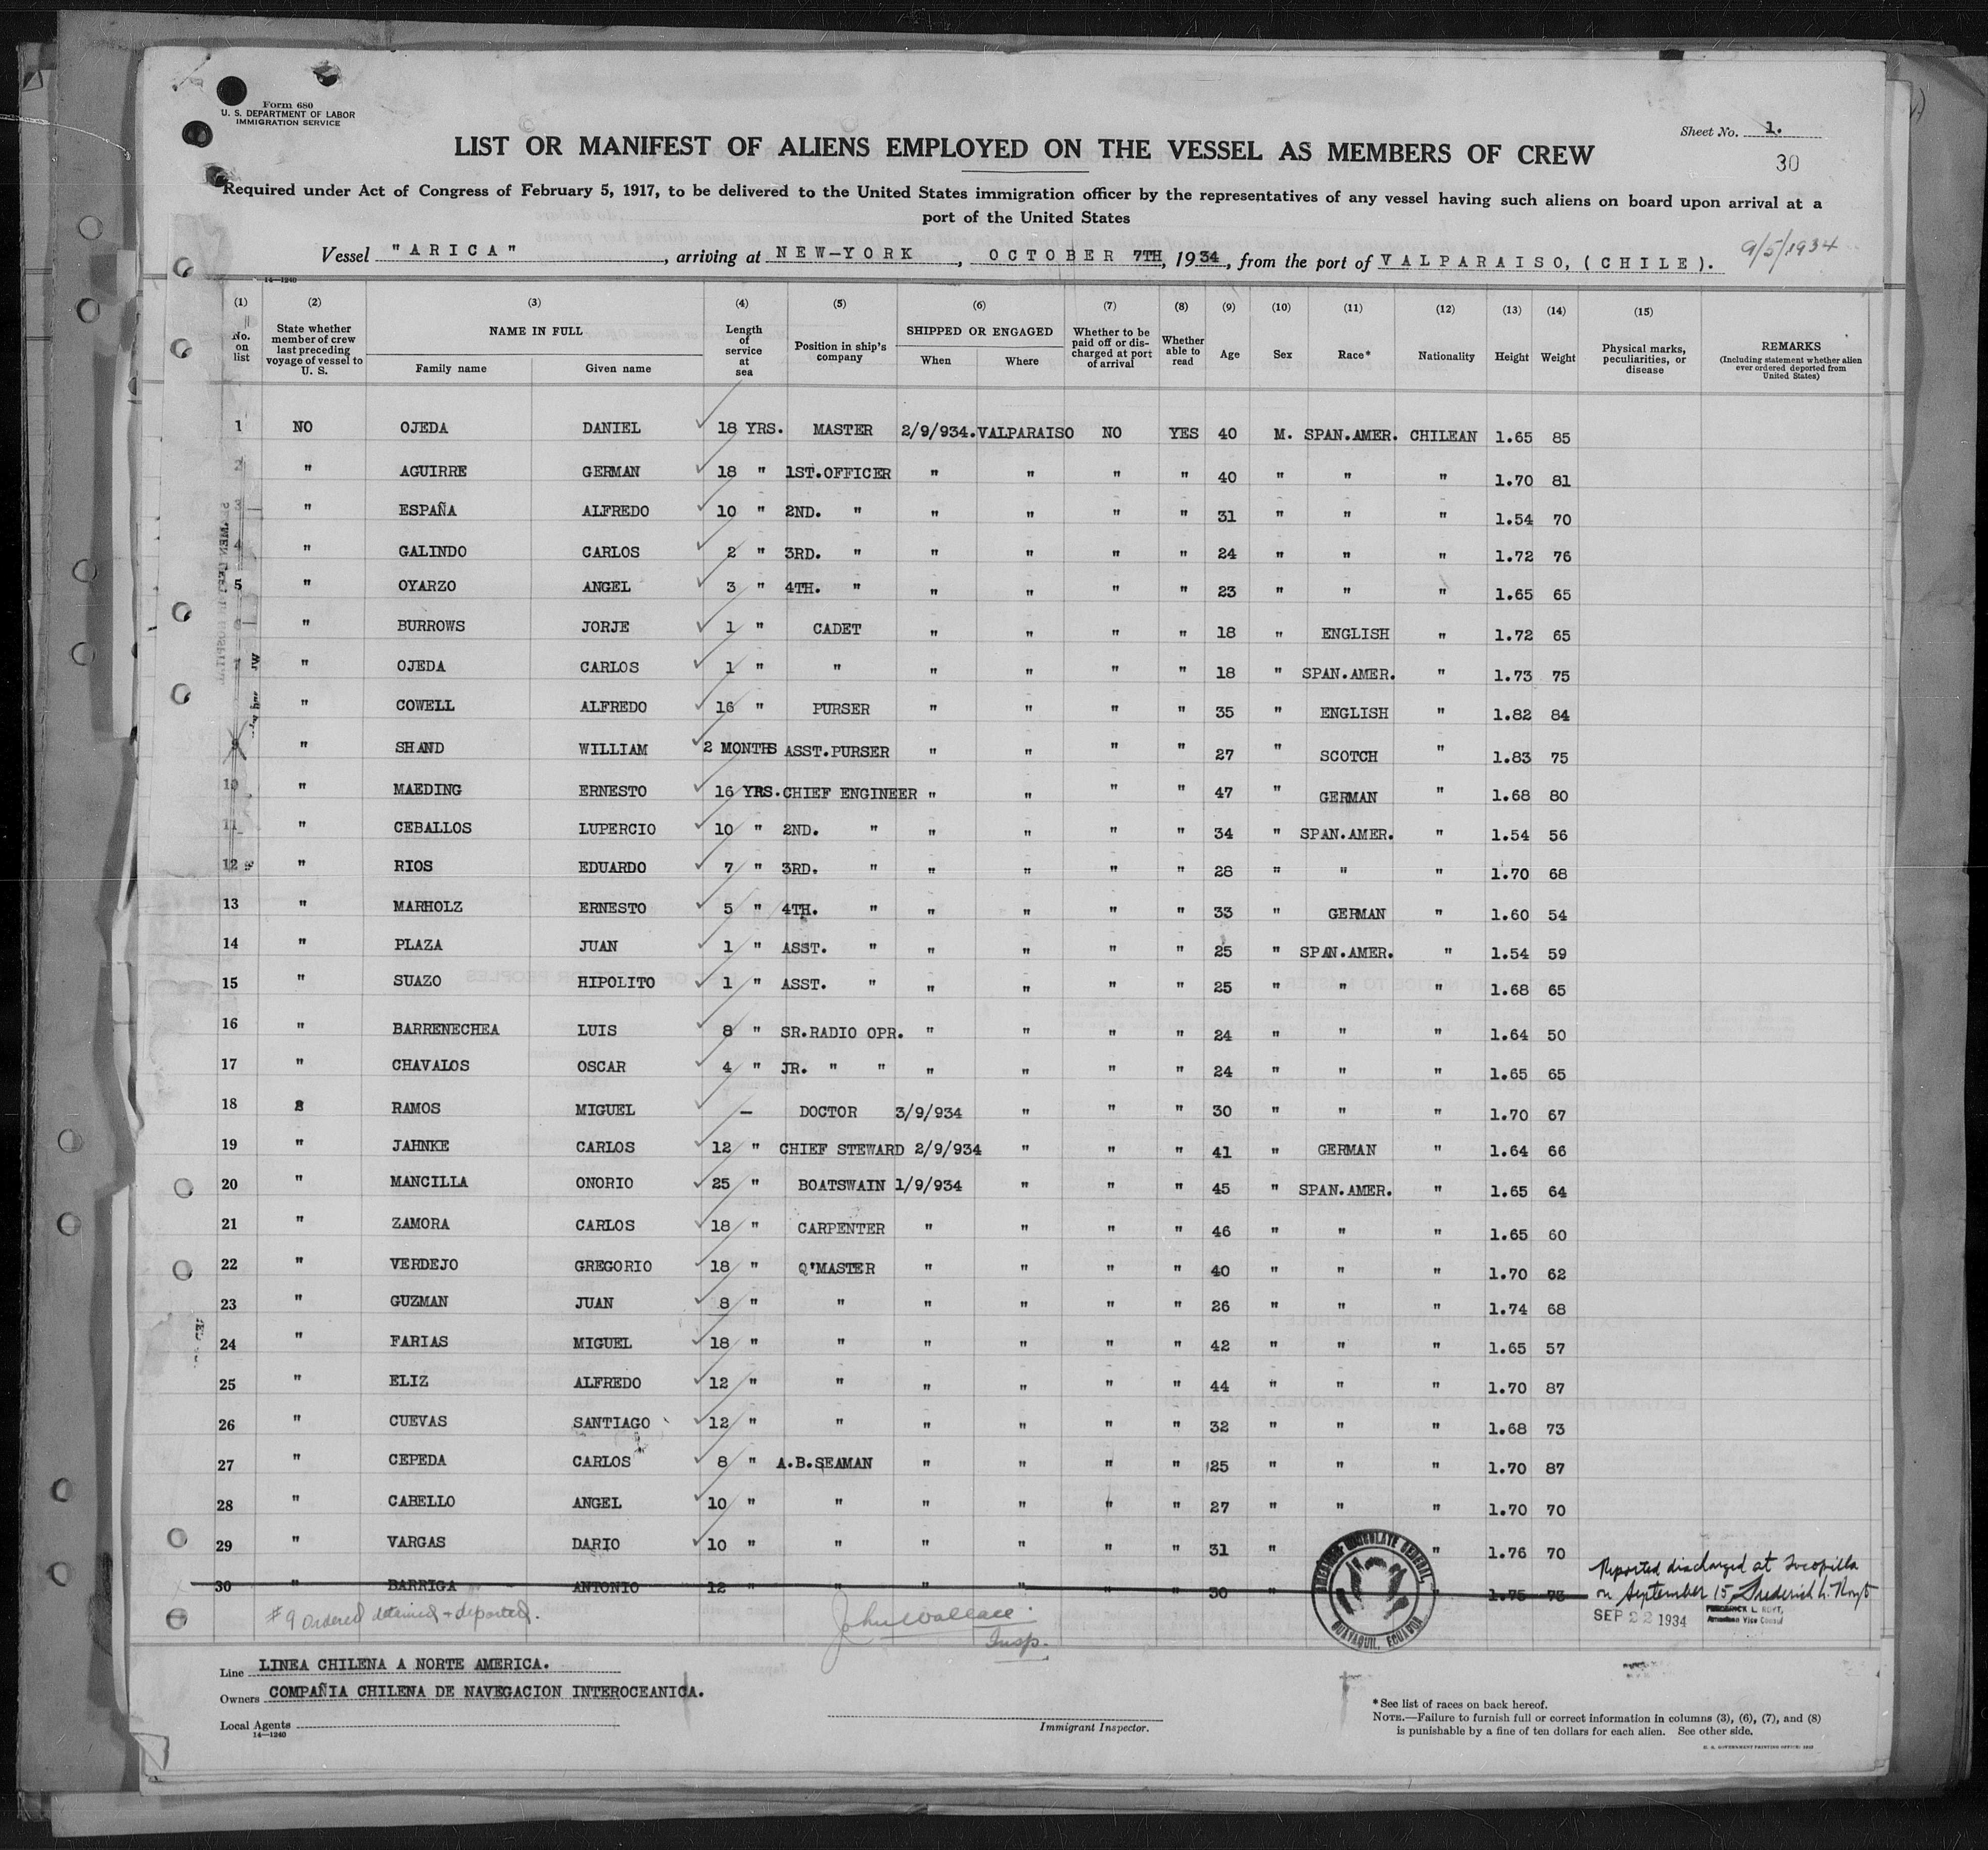 Form 680
U. S. DEPARTMENT OF LABOR
IMMIGRATION SERVICE
Sheet No. 1.
30
LIST OR MANIFEST OF ALIENS EMPLOYED ON THE VESSEL AS MEMBERS OF CREW
Required under Act of Congress of February 5, 1917, to be delivered to the United States immigration officer by the representatives of any vessel having such aliens on board upon arrival at a
port of the United States
Vessel "ARICA", arriving at NEW-YORK, OCTOBER 7TH, 1934, from the port of VALPARAISO, (CHILE). 9/5/1934
14—1240
(1) (2) (3) (4) (5) (6) (7) (8) (9) (10) (11) (12) (13) (14) (15)
No. on list | State whether member of crew last preceding voyage of vessel to U. S. | NAME IN FULL | Family name | Given name | Length of service at sea | Position in ship's company | SHIPPED OR ENGAGED | When | Where | Whether to be paid off or discharged at port of arrival | Whether able to read | Age | Sex | Race* | Nationality | Height | Weight | Physical marks, peculiarities, or disease | REMARKS (Including statement whether alien ever ordered deported from United States)
1 NO OJEDA DANIEL 18 YRS. MASTER 2/9/934. VALPARAISO NO YES 40 M. SPAN.AMER. CHILEAN 1.65 85
2 " AGUIRRE GERMAN 18 " 1ST.OFFICER " " " " 40 " " " 1.70 81
3 " ESPAÑA ALFREDO 10 " 2ND. " " " " " 31 " " " 1.54 70
4 " GALINDO CARLOS 2 " 3RD. " " " " " 24 " " " 1.72 76
5 " OYARZO ANGEL 3 " 4TH. " " " " " 23 " " " 1.65 65
" BURROWS JORJE 1 " CADET " " " " 18 " ENGLISH " 1.72 65
" OJEDA CARLOS 1 " " " " " " 18 " SPAN.AMER. " 1.73 75
" COWELL ALFREDO 16 " PURSER " " " " 35 " ENGLISH " 1.82 84
9 " SHAND WILLIAM 2 MONTHS ASST.PURSER " " " " 27 " SCOTCH " 1.83 75
10 " MAEDING ERNESTO 16 YRS. CHIEF ENGINEER " " " " 47 " GERMAN " 1.68 80
11 " CEBALLOS LUPERCIO 10 " 2ND. " " " " " 34 " SPAN.AMER. " 1.54 56
12 " RIOS EDUARDO 7 " 3RD. " " " " " 28 " " " 1.70 68
13 " MARHOLZ ERNESTO 5 " 4TH. " " " " " 33 " GERMAN " 1.60 54
14 " PLAZA JUAN 1 " ASST. " " " " " 25 " SPAN.AMER. " 1.54 59
15 " SUAZO HIPOLITO 1 " ASST. " " " " " 25 " " " 1.68 65
16 " BARRENECHEA LUIS 8 " SR.RADIO OPR. " " " " 24 " " " 1.64 50
17 " CHAVALOS OSCAR 4 " JR. " " " " " " 24 " " " 1.65 65
18 RAMOS MIGUEL — DOCTOR 3/9/934 " " " 30 " " " 1.70 67
19 " JAHNKE CARLOS 12 " CHIEF STEWARD 2/9/934 " " " 41 " GERMAN " 1.64 66
20 " MANCILLA ONORIO 25 " BOATSWAIN 1/9/934 " " " 45 " SPAN.AMER. " 1.65 64
21 " ZAMORA CARLOS 18 " CARPENTER " " " " 46 " " " 1.65 60
22 " VERDEJO GREGORIO 18 " Q'MASTER " " " " 40 " " " 1.70 62
23 " GUZMAN JUAN 8 " " " " " " 26 " " " 1.74 68
24 " FARIAS MIGUEL 18 " " " " " " 42 " " " 1.65 57
25 " ELIZ ALFREDO 12 " " " " " " 44 " " " 1.70 87
26 " CUEVAS SANTIAGO 12 " " " " " " 32 " " " 1.68 73
27 " CEPEDA CARLOS 8 " A.B.SEAMAN " " " " 25 " " " 1.70 87
28 " CABELLO ANGEL 10 " " " " " " 27 " " " 1.70 70
29 " VARGAS DARIO 10 " " " " " " 31 " " 1.76 70
30 " BARRIGA ANTONIO 12 " " " " " " 30 " " 1.75 73
Reported discharged at Tocopilla
on September 15, Frederick L. Hoyt
SEP 22 1934
FREDERICK L. HOYT,
American Vice Consul
AMERICAN CONSULATE GENERAL,
GUAYAQUIL, ECUADOR
#9 ordered detained + deported.
John Wallace
Insp.
Line LINEA CHILENA A NORTE AMERICA.
Owners COMPAÑIA CHILENA DE NAVEGACION INTEROCEANICA.
Local Agents
14—1240
Immigrant Inspector.
*See list of races on back hereof.
NOTE.—Failure to furnish full or correct information in columns (3), (6), (7), and (8)
is punishable by a fine of ten dollars for each alien. See other side.